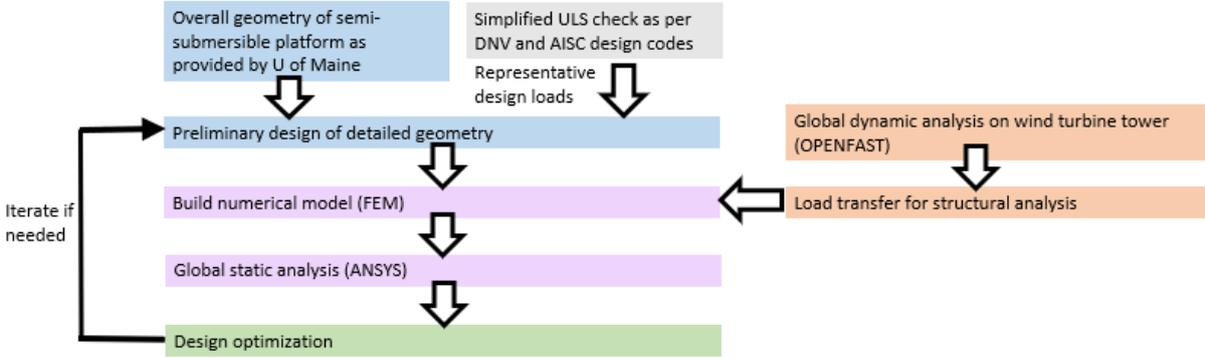 Overall geometry of semi-
submersible platform as
provided by U of Maine
Simplified ULS check as per
DNV and AISC design codes
Representative
design loads
Preliminary design of detailed geometry
Global dynamic analysis on wind turbine tower
(OPENFAST)
Build numerical model (FEM)
Load transfer for structural analysis
Iterate if
needed
Global static analysis (ANSYS)
Design optimization